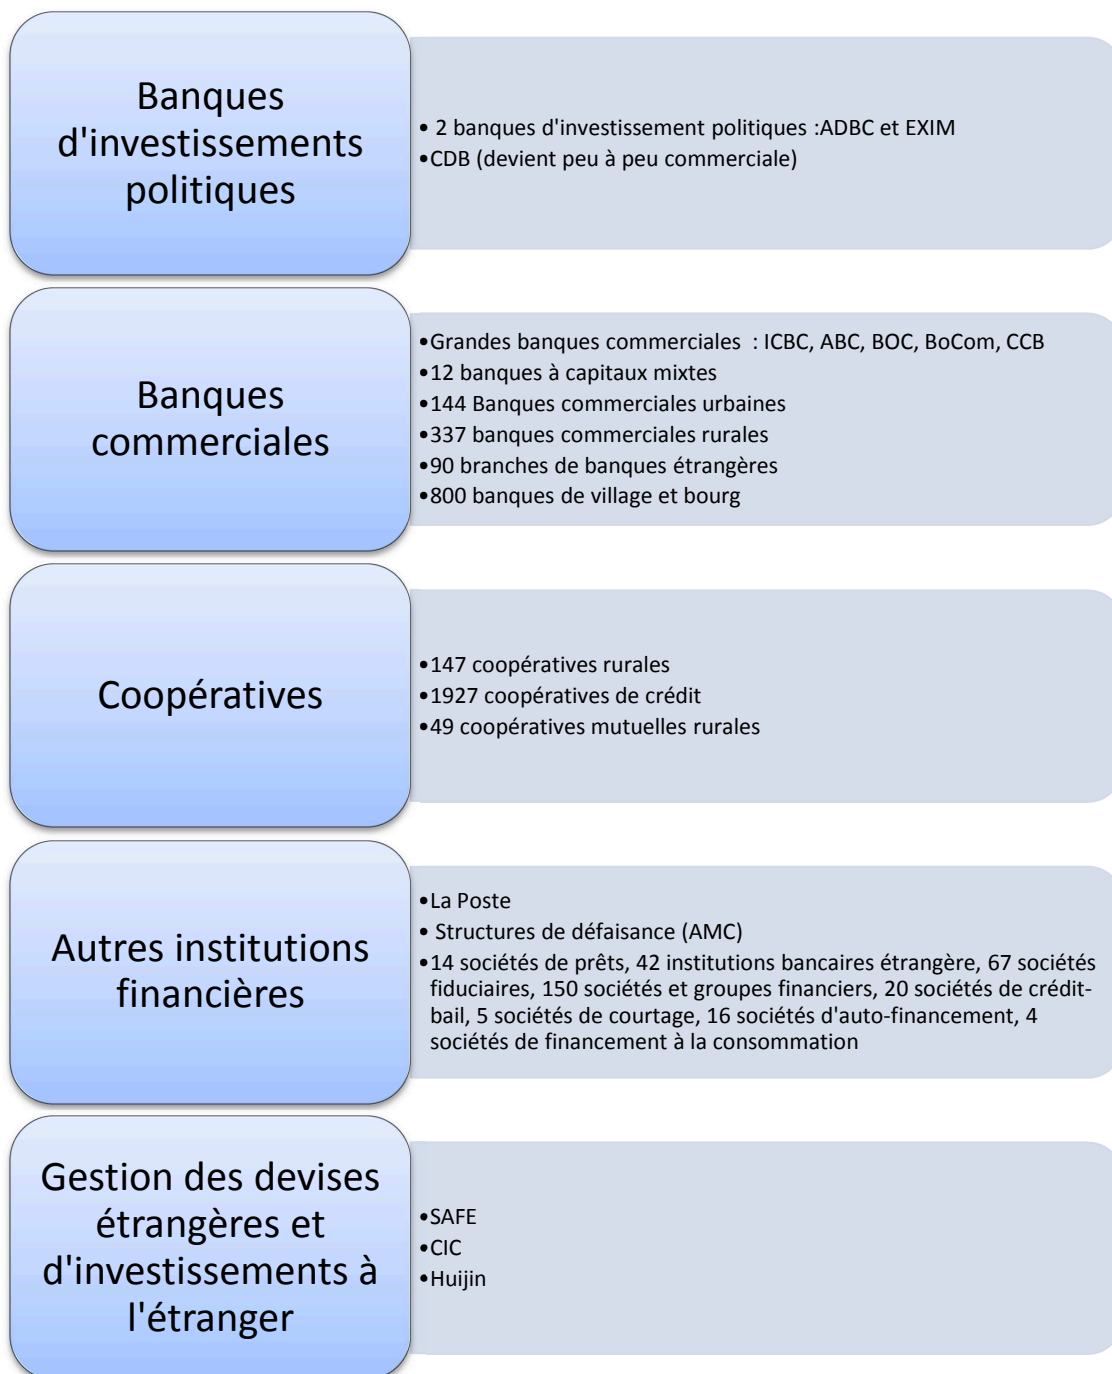 Banques
d'investissements
politiques
• 2 banques d'investissement politiques :ADBC et EXIM
•CDB (devient peu à peu commerciale)
Banques
commerciales
•Grandes banques commerciales : ICBC, ABC, BOC, BoCom, CCB
•12 banques à capitaux mixtes
•144 Banques commerciales urbaines
•337 banques commerciales rurales
•90 branches de banques étrangères
•800 banques de village et bourg
Coopératives
•147 coopératives rurales
•1927 coopératives de crédit
•49 coopératives mutuelles rurales
Autres institutions
financières
•La Poste
• Structures de défaisance (AMC)
•14 sociétés de prêts, 42 institutions bancaires étrangère, 67 sociétés
fiduciaires, 150 sociétés et groupes financiers, 20 sociétés de crédit-
bail, 5 sociétés de courtage, 16 sociétés d'auto-financement, 4
sociétés de financement à la consommation
Gestion des devises
étrangères et
d'investissements à
l'étranger
•SAFE
•CIC
•Huijin